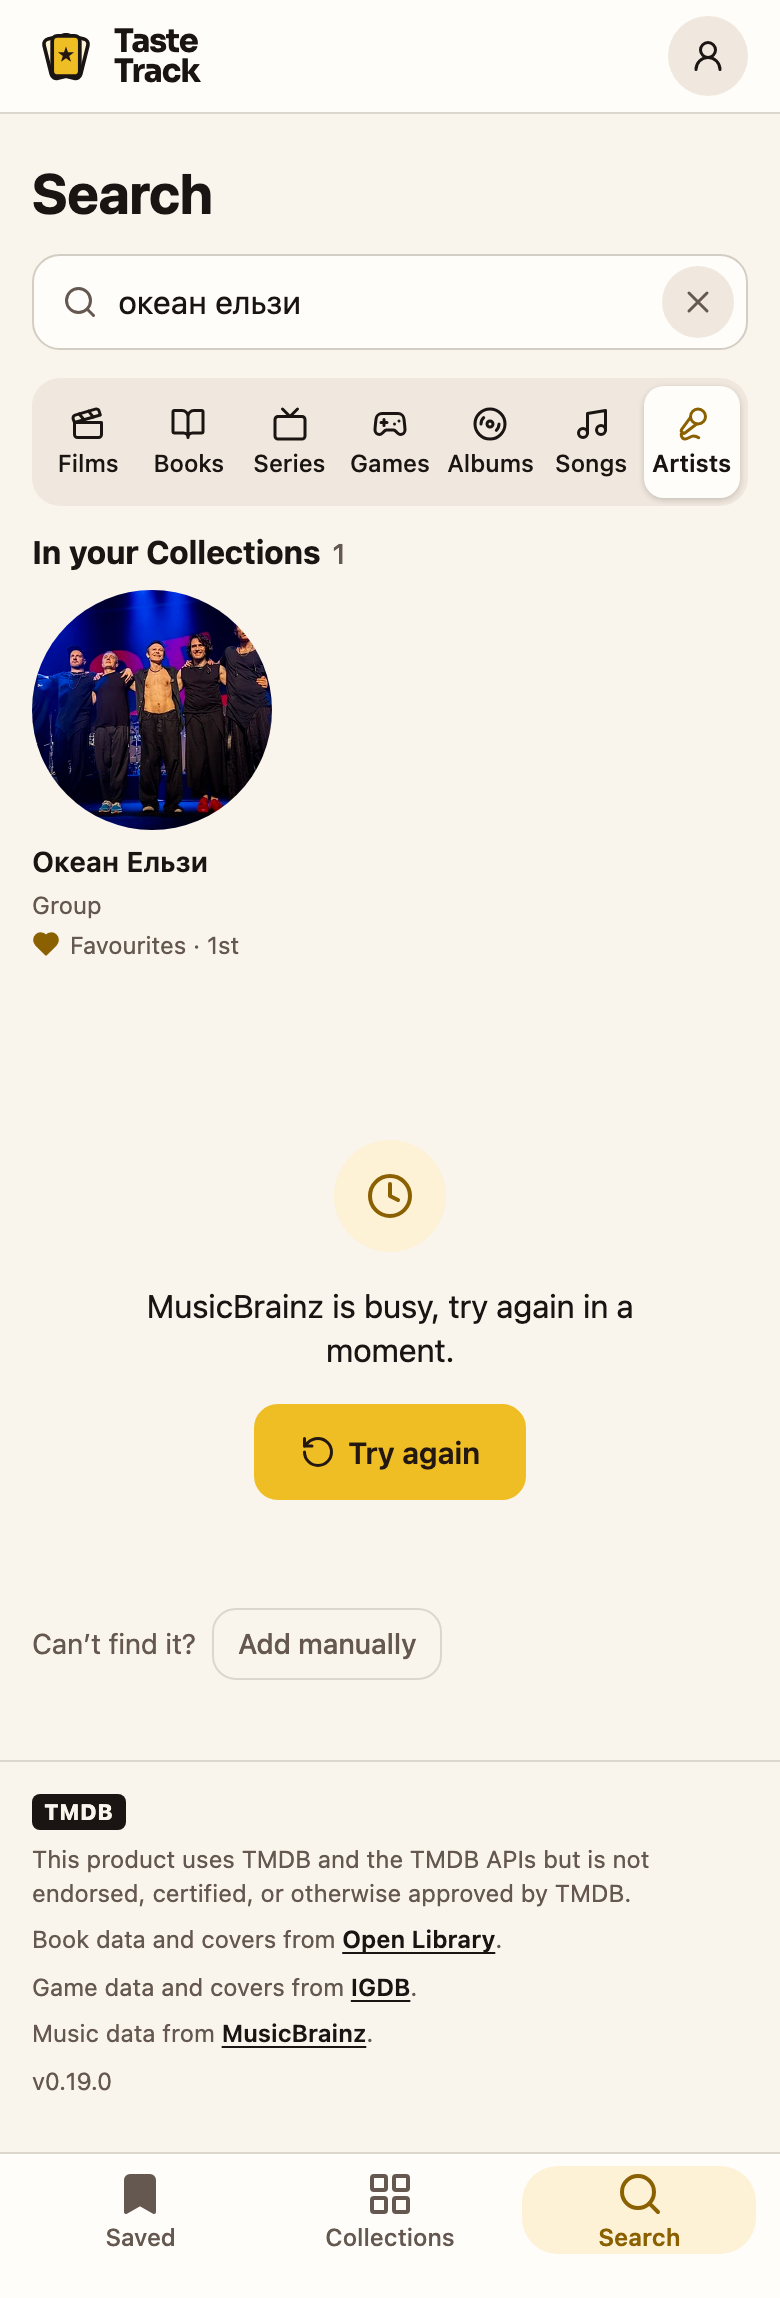 Taste
Track
Search
океан ельзи
Films
Books
Series
Games
Albums
Songs
Artists
In your Collections 1
Океан Ельзи
Group
Favourites · 1st
MusicBrainz is busy, try again in a
moment.
Try again
Can’t find it?
Add manually
TMDB
This product uses TMDB and the TMDB APIs but is not
endorsed, certified, or otherwise approved by TMDB.
Book data and covers from Open Library.
Game data and covers from IGDB.
Music data from MusicBrainz.
v0.19.0
Saved
Collections
Search